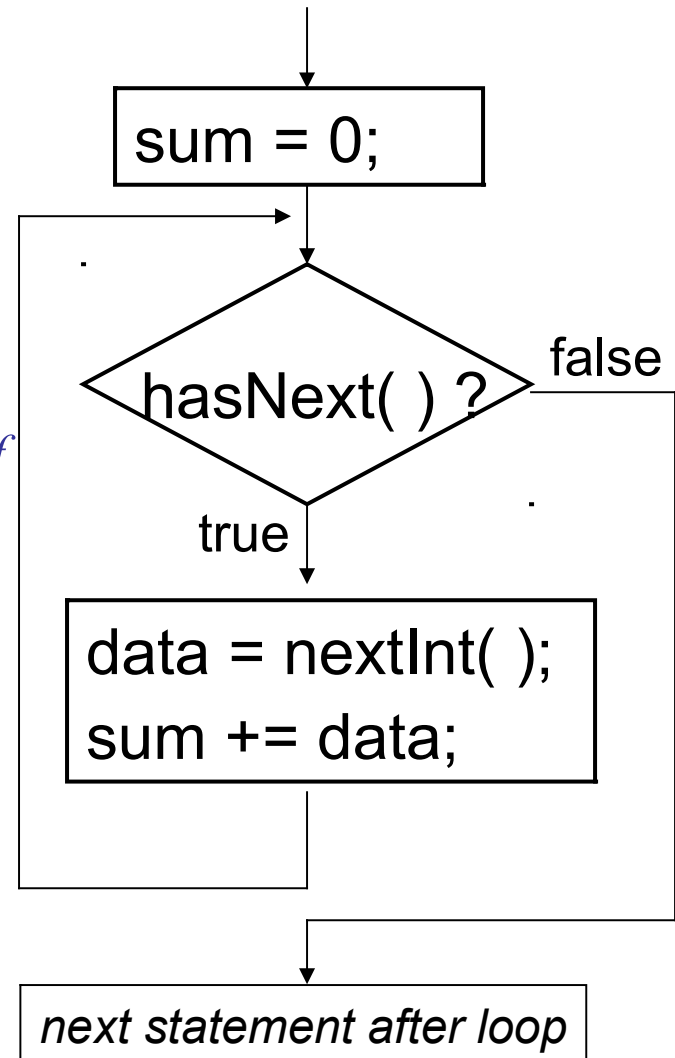 sum = 0;
hasNext( ) ?
false
f
true
data = nextInt( );
sum += data;
next statement after loop